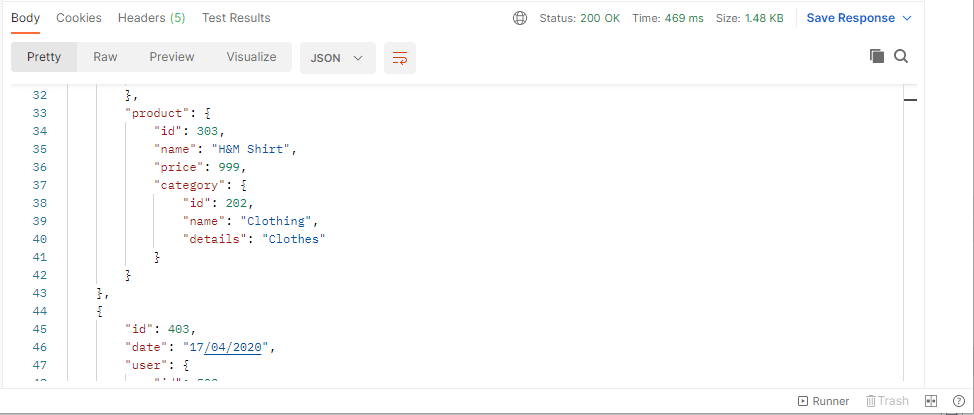 Body Cookies Headers (5) Test Results Status: 200 OK Time: 469 ms Size: 1.48 KB Save Response
Pretty Raw Preview Visualize JSON
32 },
33 "product": {
34 "id": 303,
35 "name": "H&M Shirt",
36 "price": 999,
37 "category": {
38 "id": 202,
39 "name": "Clothing",
40 "details": "Clothes"
41 }
42 }
43 },
44 {
45 "id": 403,
46 "date": "17/04/2020",
47 "user": {
Runner Trash